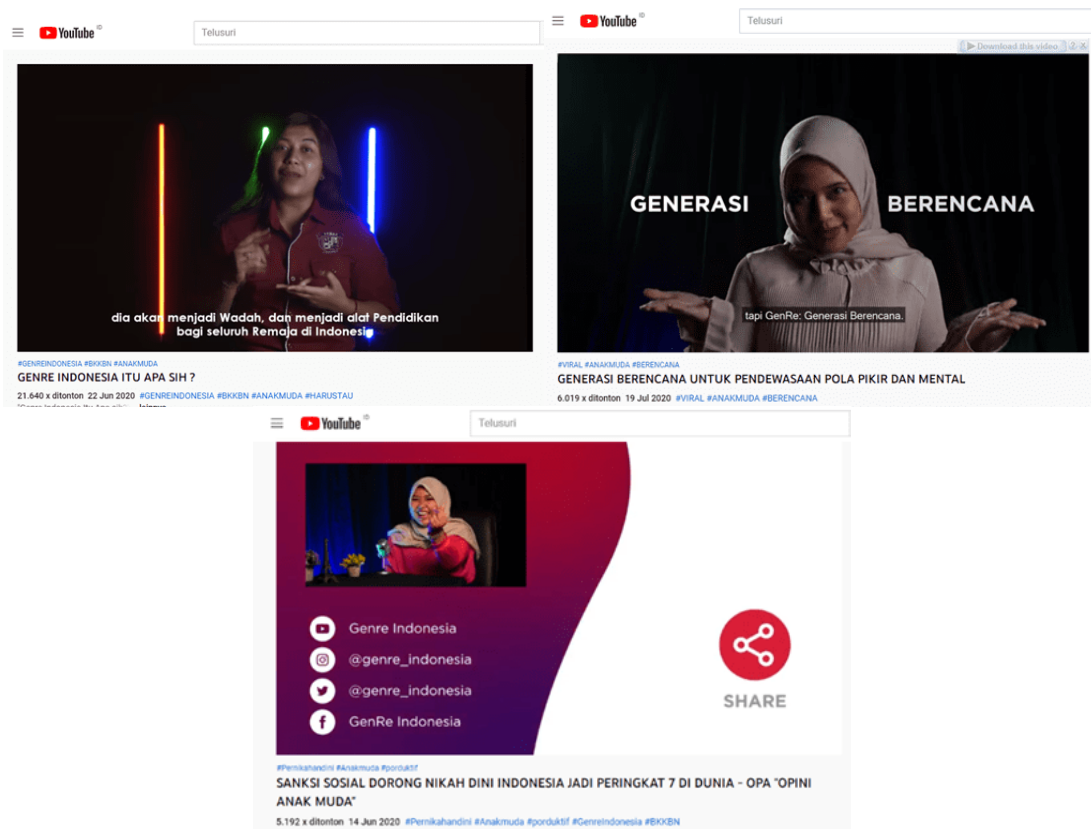 YouTube ID
Telusuri
dia akan menjadi Wadah, dan menjadi alat Pendidikan
bagi seluruh Remaja di Indonesia
#GENREINDONESIA #BKKBN #ANAKMUDA
GENRE INDONESIA ITU APA SIH ?
21.640 x ditonton 22 Jun 2020 #GENREINDONESIA #BKKBN #ANAKMUDA #HARUSTAU
YouTube ID
Telusuri
Download this video
GENERASI BERENCANA
tapi GenRe: Generasi Berencana.
#VIRAL #ANAKMUDA #BERENCANA
GENERASI BERENCANA UNTUK PENDEWASAAN POLA PIKIR DAN MENTAL
6.019 x ditonton 19 Jul 2020 #VIRAL #ANAKMUDA #BERENCANA
YouTube ID
Telusuri
Genre Indonesia
@genre_indonesia
@genre_indonesia
GenRe Indonesia
SHARE
#Pernikahandini #Anakmuda #porduktif
SANKSI SOSIAL DORONG NIKAH DINI INDONESIA JADI PERINGKAT 7 DI DUNIA - OPA "OPINI
ANAK MUDA"
5.192 x ditonton 14 Jun 2020 #Pernikahandini #Anakmuda #porduktif #GenreIndonesia #BKKBN